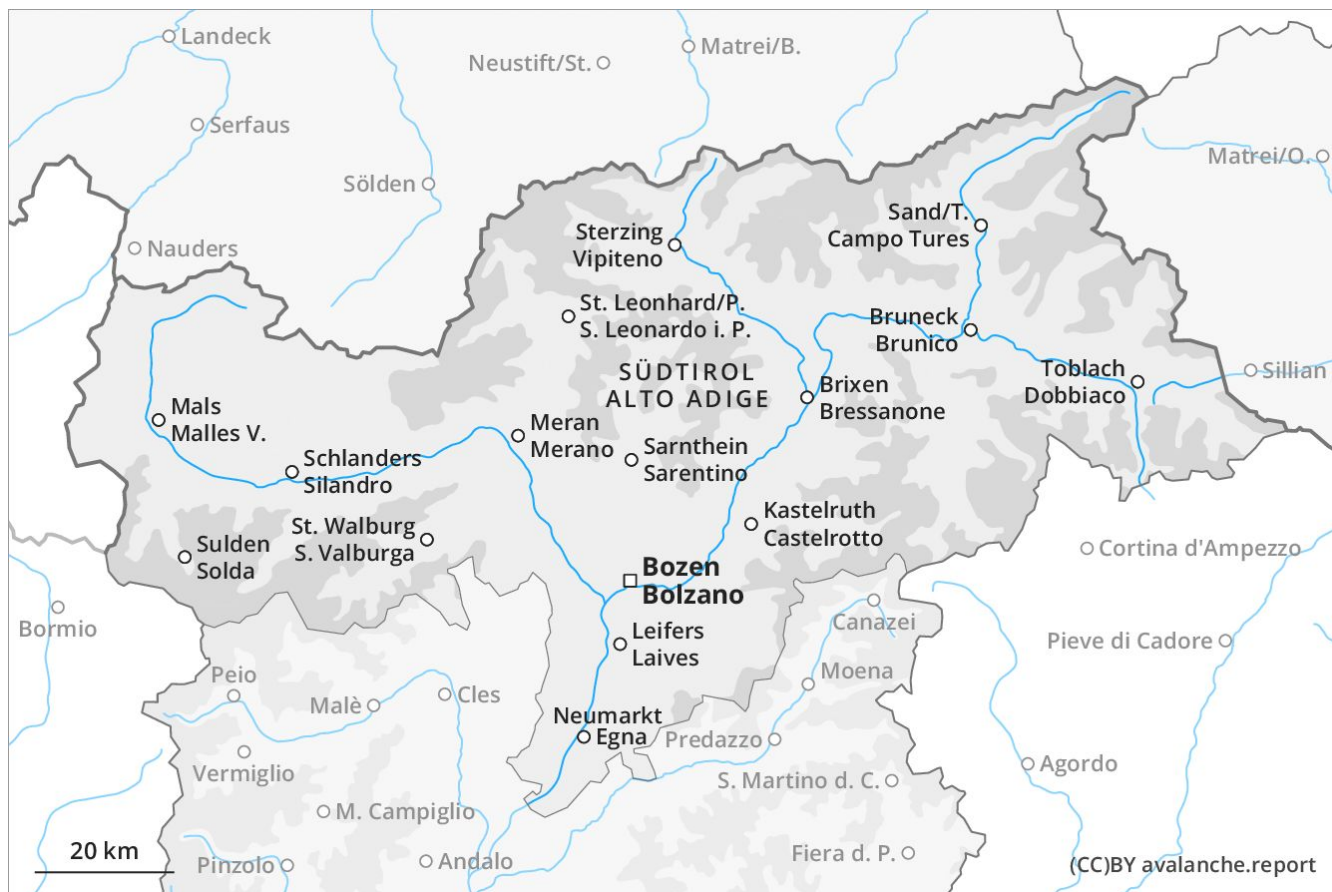 Landeck
Matrei/B.
Neustift/St.
Serfaus
Matrei/O.
Sölden
Sand/T.
Campo Tures
Sterzing
Vipiteno
Nauders
St. Leonhard/P.
S. Leonardo i. P.
Bruneck
Brunico
SÜDTIROL
ALTO ADIGE
Toblach
Dobbiaco
Sillian
Brixen
Bressanone
Mals
Malles V.
Meran
Merano
Sarnthein
Sarentino
Schlanders
Silandro
Kastelruth
Castelrotto
St. Walburg
S. Valburga
Sulden
Solda
Cortina d'Ampezzo
Bozen
Bolzano
Bormio
Canazei
Leifers
Laives
Pieve di Cadore
Peio
Moena
Malè
Cles
Neumarkt
Egna
Predazzo
Vermiglio
Agordo
S. Martino d. C.
M. Campiglio
20 km
Pinzolo
Andalo
Fiera d. P.
(CC)BY avalanche.report